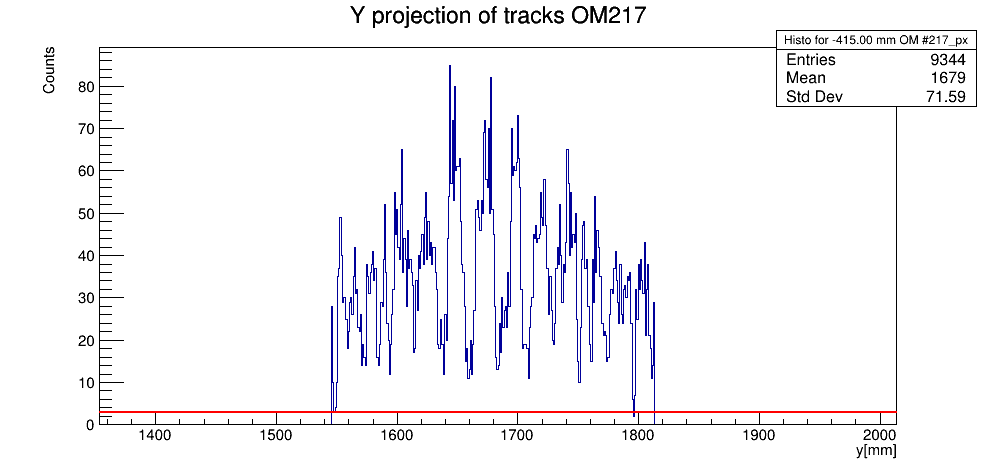 Y projection of tracks OM217
Histo for -415.00 mm OM #217_px
Entries 9344
Mean 1679
Std Dev 71.59
Counts
80
70
60
50
40
30
20
10
0
1400 1500 1600 1700 1800 1900 2000
y[mm]